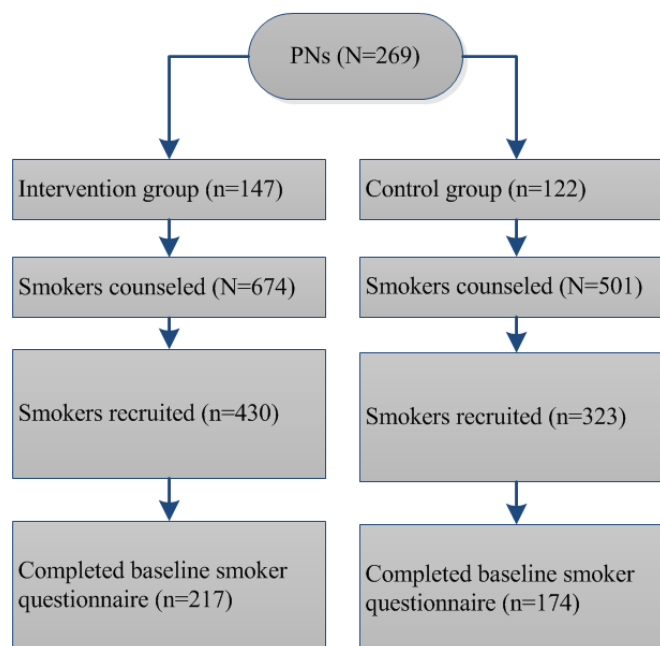 PNs (N=269)
Intervention group (n=147)
Control group (n=122)
Smokers counseled (N=674)
Smokers counseled (N=501)
Smokers recruited (n=430)
Smokers recruited (n=323)
Completed baseline smoker
questionnaire (n=217)
Completed baseline smoker
questionnaire (n=174)